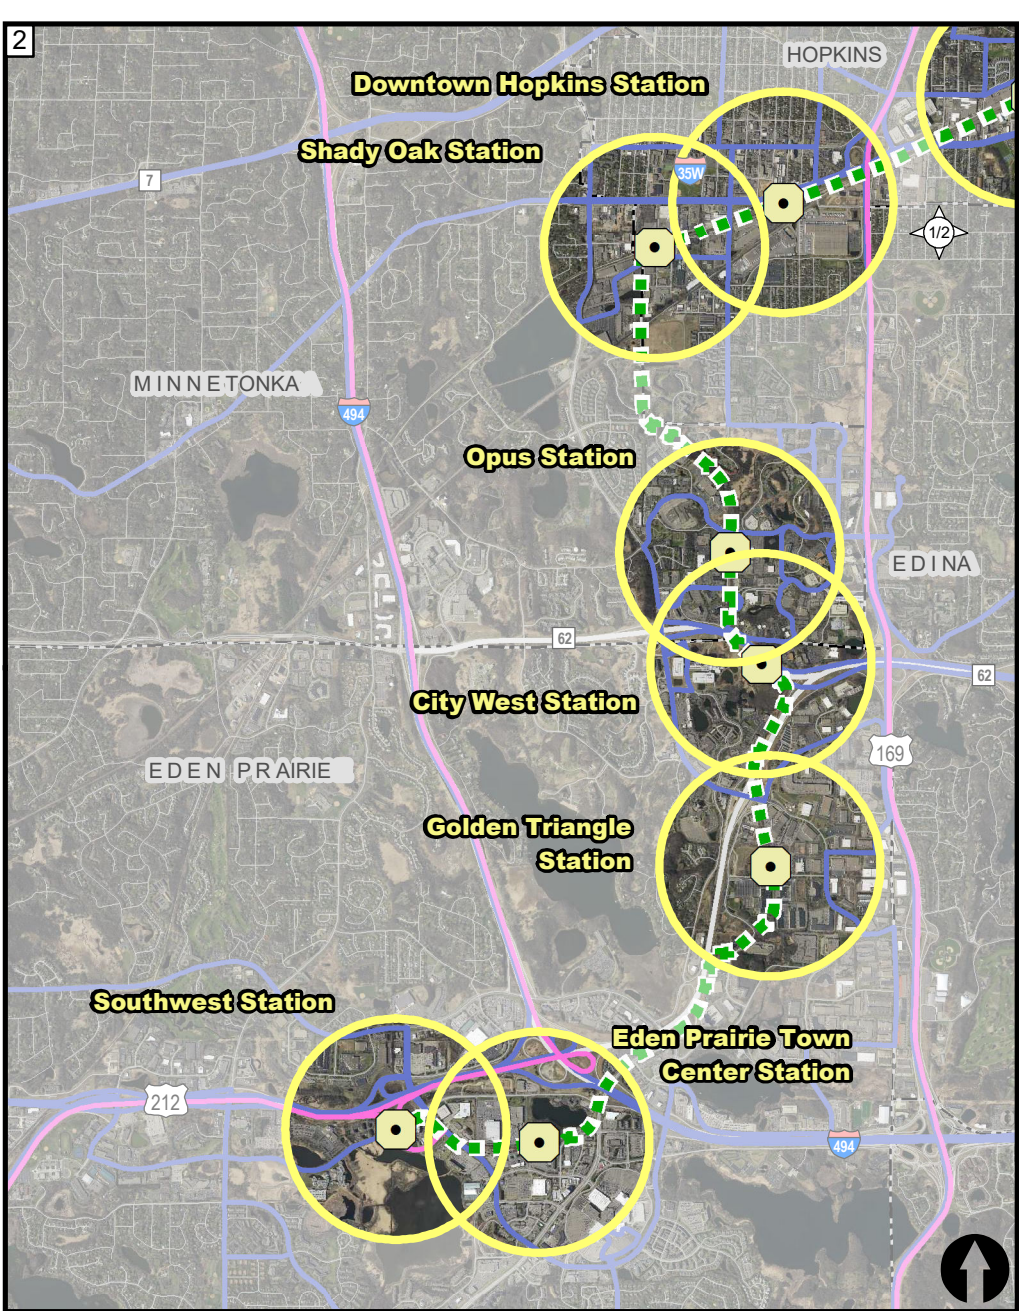 2
HOPKINS
Downtown Hopkins Station
Shady Oak Station
35W
7
1/2
MINNETONKA
494
Opus Station
EDINA
62
62
City West Station
169
EDEN PRAIRIE
Golden Triangle
Station
Southwest Station
Eden Prairie Town
Center Station
212
494